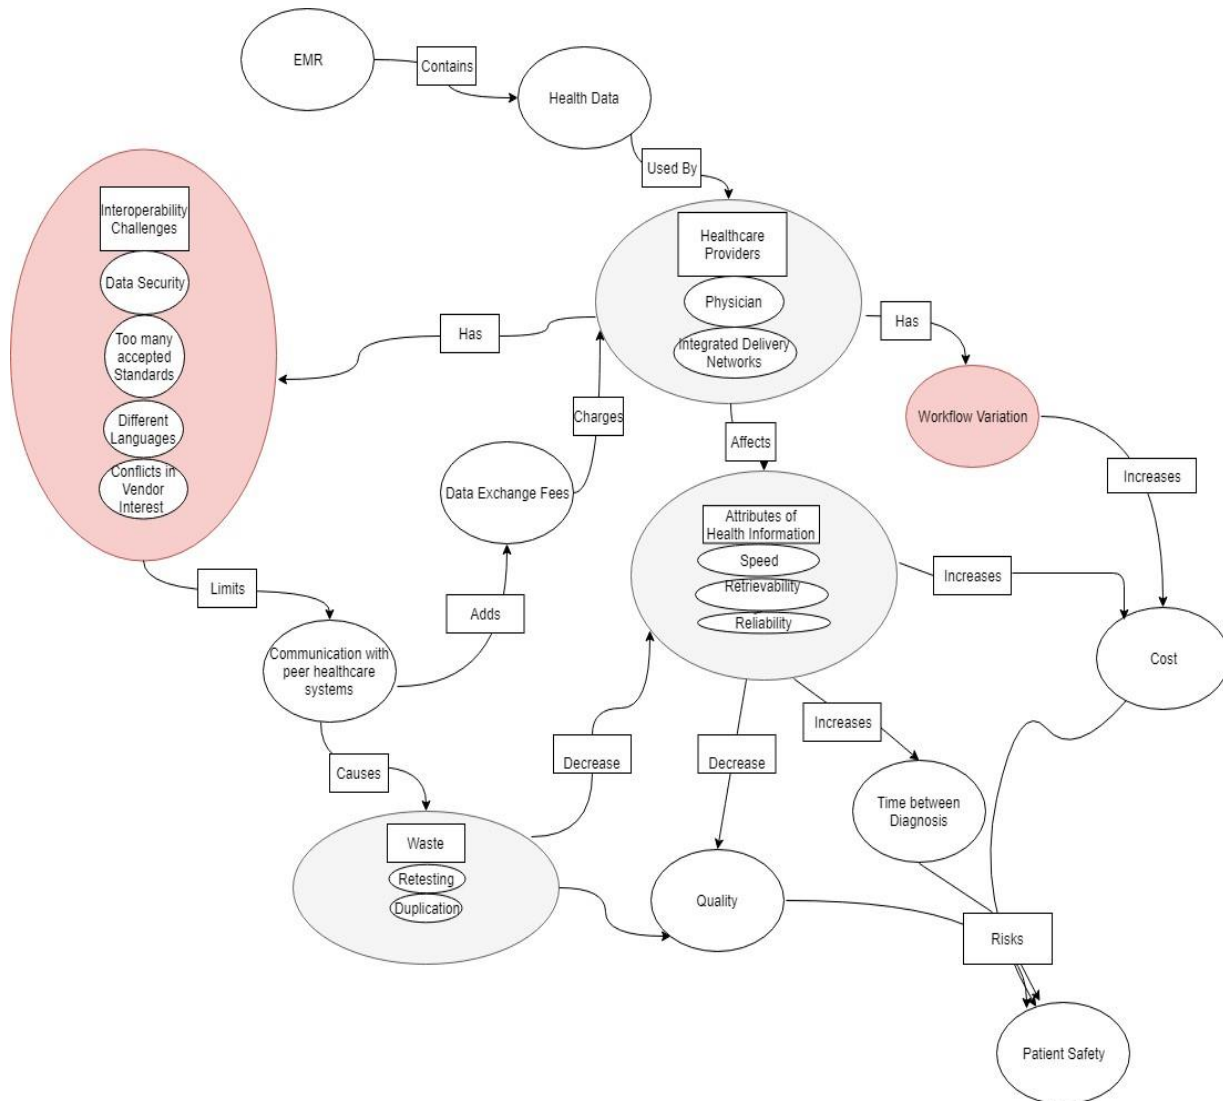 EMR
Contains
Health Data
Used By
Interoperability
Challenges
Data Security
Too many
accepted
Standards
Different
Languages
Conflicts in
Vendor
Interest
Has
Healthcare
Providers
Physician
Integrated Delivery
Networks
Has
Workflow Variation
Charges
Affects
Increases
Data Exchange Fees
Attributes of
Health Information
Speed
Retrievability
Reliability
Increases
Limits
Adds
Communication with
peer healthcare
systems
Cost
Increases
Decrease
Decrease
Causes
Time between
Diagnosis
Waste
Retesting
Duplication
Quality
Risks
Patient Safety